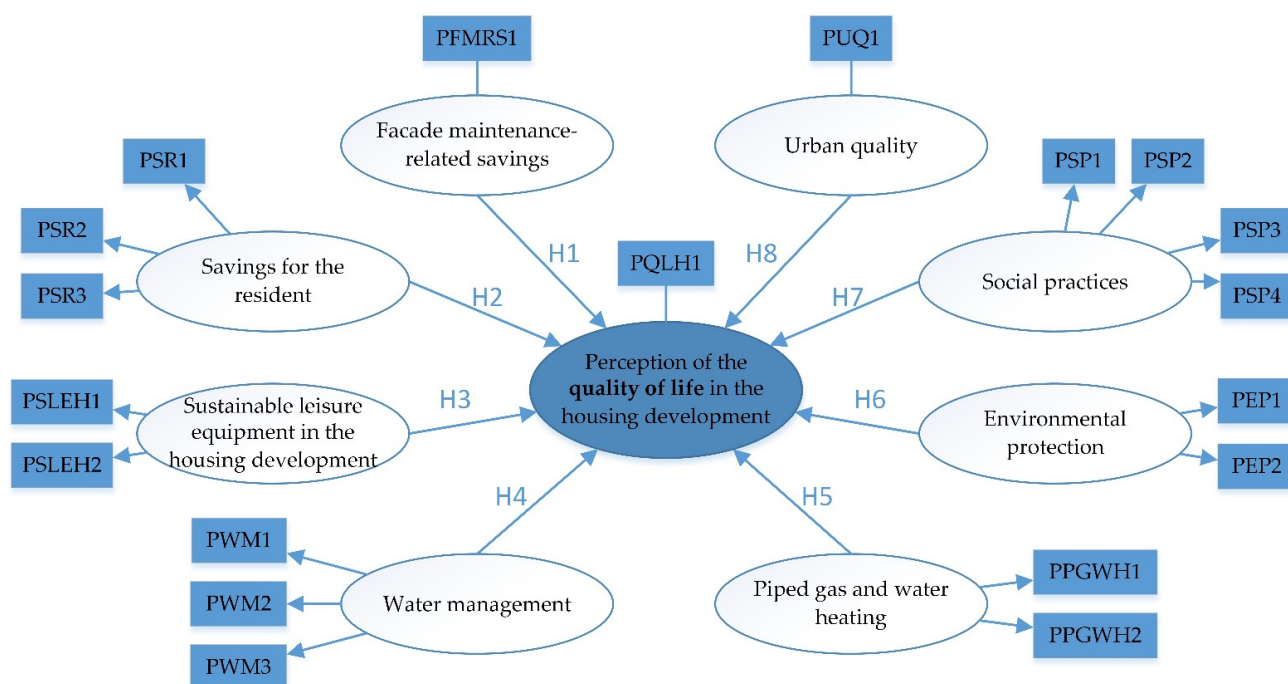 PFMRS1
PUQ1
Facade maintenance-
related savings
Urban quality
PSR1
PSP1
PSP2
PSR2
PSR3
Savings for the
resident
H1
PQLH1
H8
Social practices
PSP3
PSP4
H2
H7
PSLEH1
PSLEH2
Sustainable leisure
equipment in the
housing development
H3
Perception of the
quality of life in the
housing development
H6
Environmental
protection
PEP1
PEP2
H4
H5
PWM1
PWM2
PWM3
Water management
Piped gas and water
heating
PPGWH1
PPGWH2